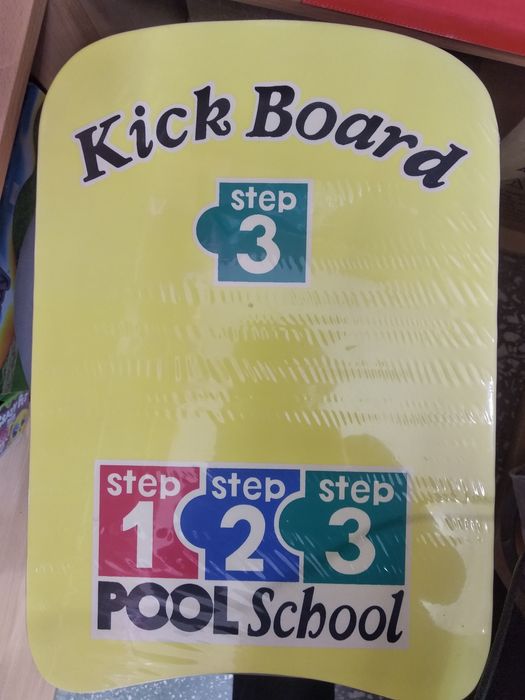 Kick Board
step
3
step step step
1 2 3
POOL School